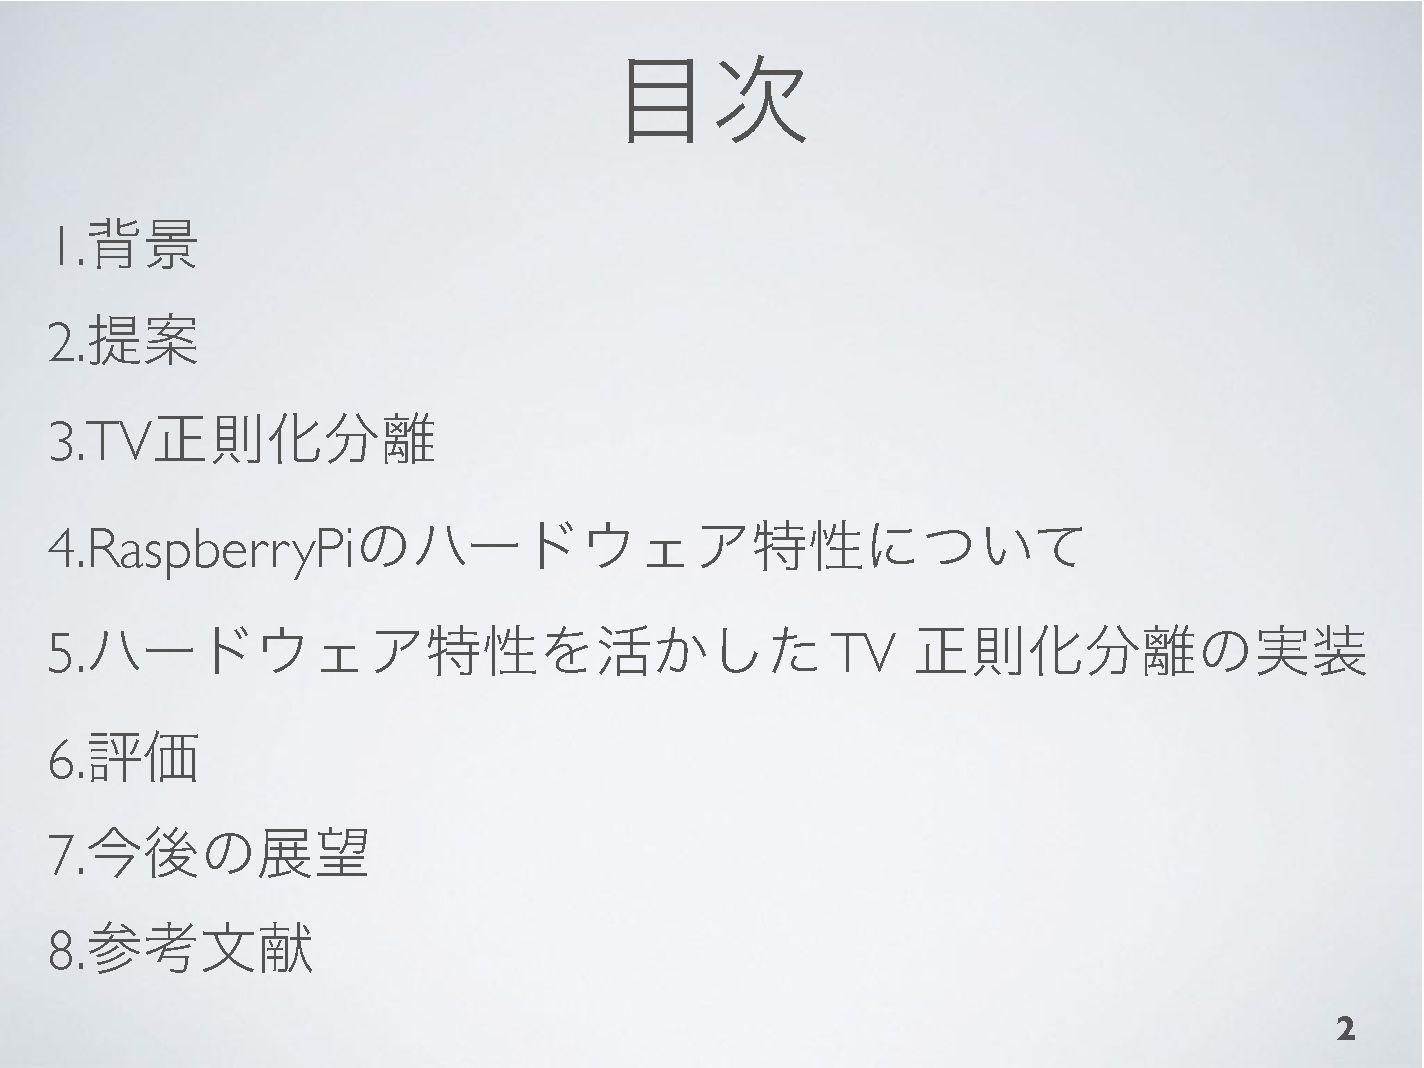 目次
1.背景
2.提案
3.TV正則化分離
4.RaspberryPiのハードウェア特性について
5.ハードウェア特性を活かしたTV 正則化分離の実装
6.評価
7.今後の展望
8.参考文献
2